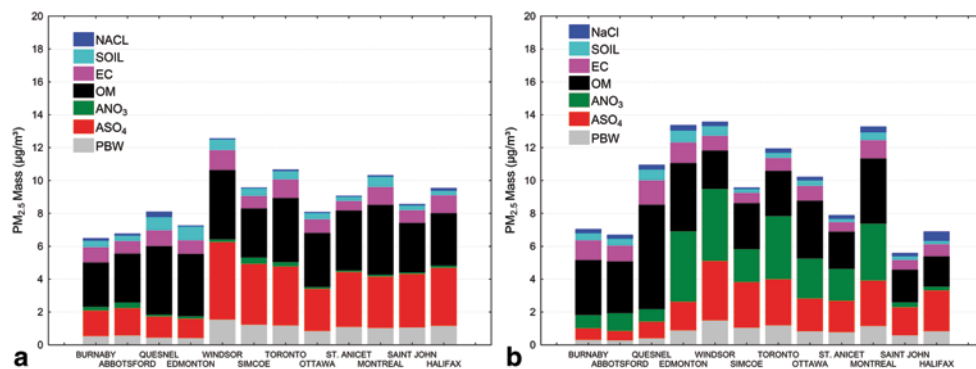 20
18
16
14
12
10
8
6
4
2
0
PM2.5 Mass (µg/m³)
NACL
SOIL
EC
OM
ANO3
ASO4
PBW
BURNABY QUESNEL WINDSOR TORONTO ST. ANICET SAINT JOHN
ABBOTSFORD EDMONTON SIMCOE OTTAWA MONTREAL HALIFAX
a
20
18
16
14
12
10
8
6
4
2
0
PM2.5 Mass (µg/m³)
NaCl
SOIL
EC
OM
ANO3
ASO4
PBW
BURNABY QUESNEL WINDSOR TORONTO ST. ANICET SAINT JOHN
ABBOTSFORD EDMONTON SIMCOE OTTAWA MONTREAL HALIFAX
b